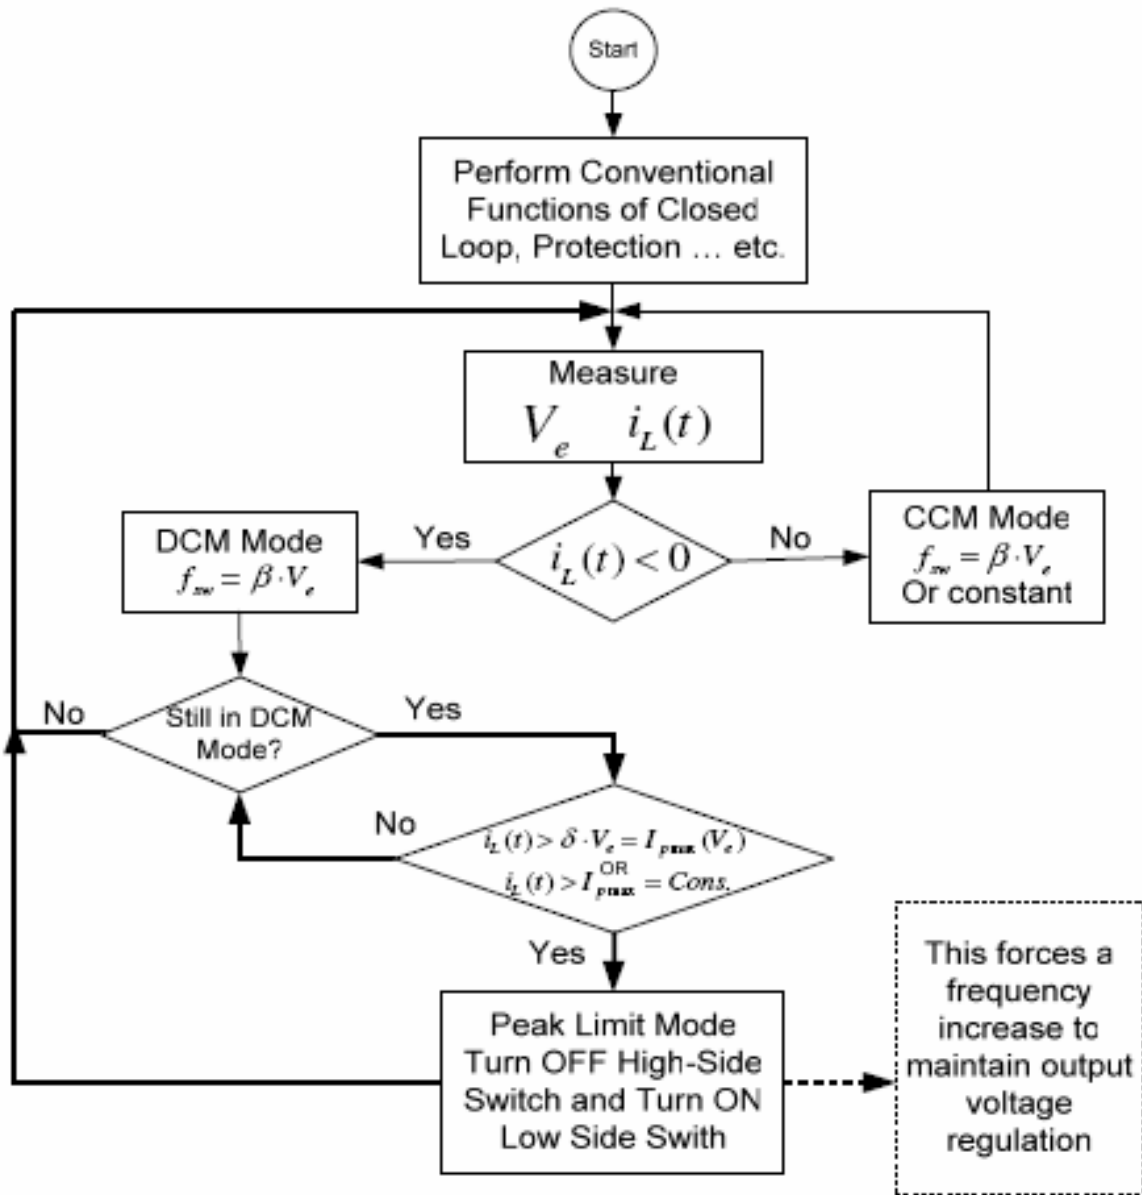 Start
Perform Conventional
Functions of Closed
Loop, Protection ... etc.
Measure
V_e i_L(t)
DCM Mode
f_sw = β · V_e
Yes
i_L(t) < 0
No
CCM Mode
f_sw = β · V_e
Or constant
No
Still in DCM
Mode?
Yes
No
i_L(t) > δ · V_e = I_pmax(V_e)
OR
i_L(t) > I_pmax = Cons.
Yes
Peak Limit Mode
Turn OFF High-Side
Switch and Turn ON
Low Side Swith
This forces a
frequency
increase to
maintain output
voltage
regulation